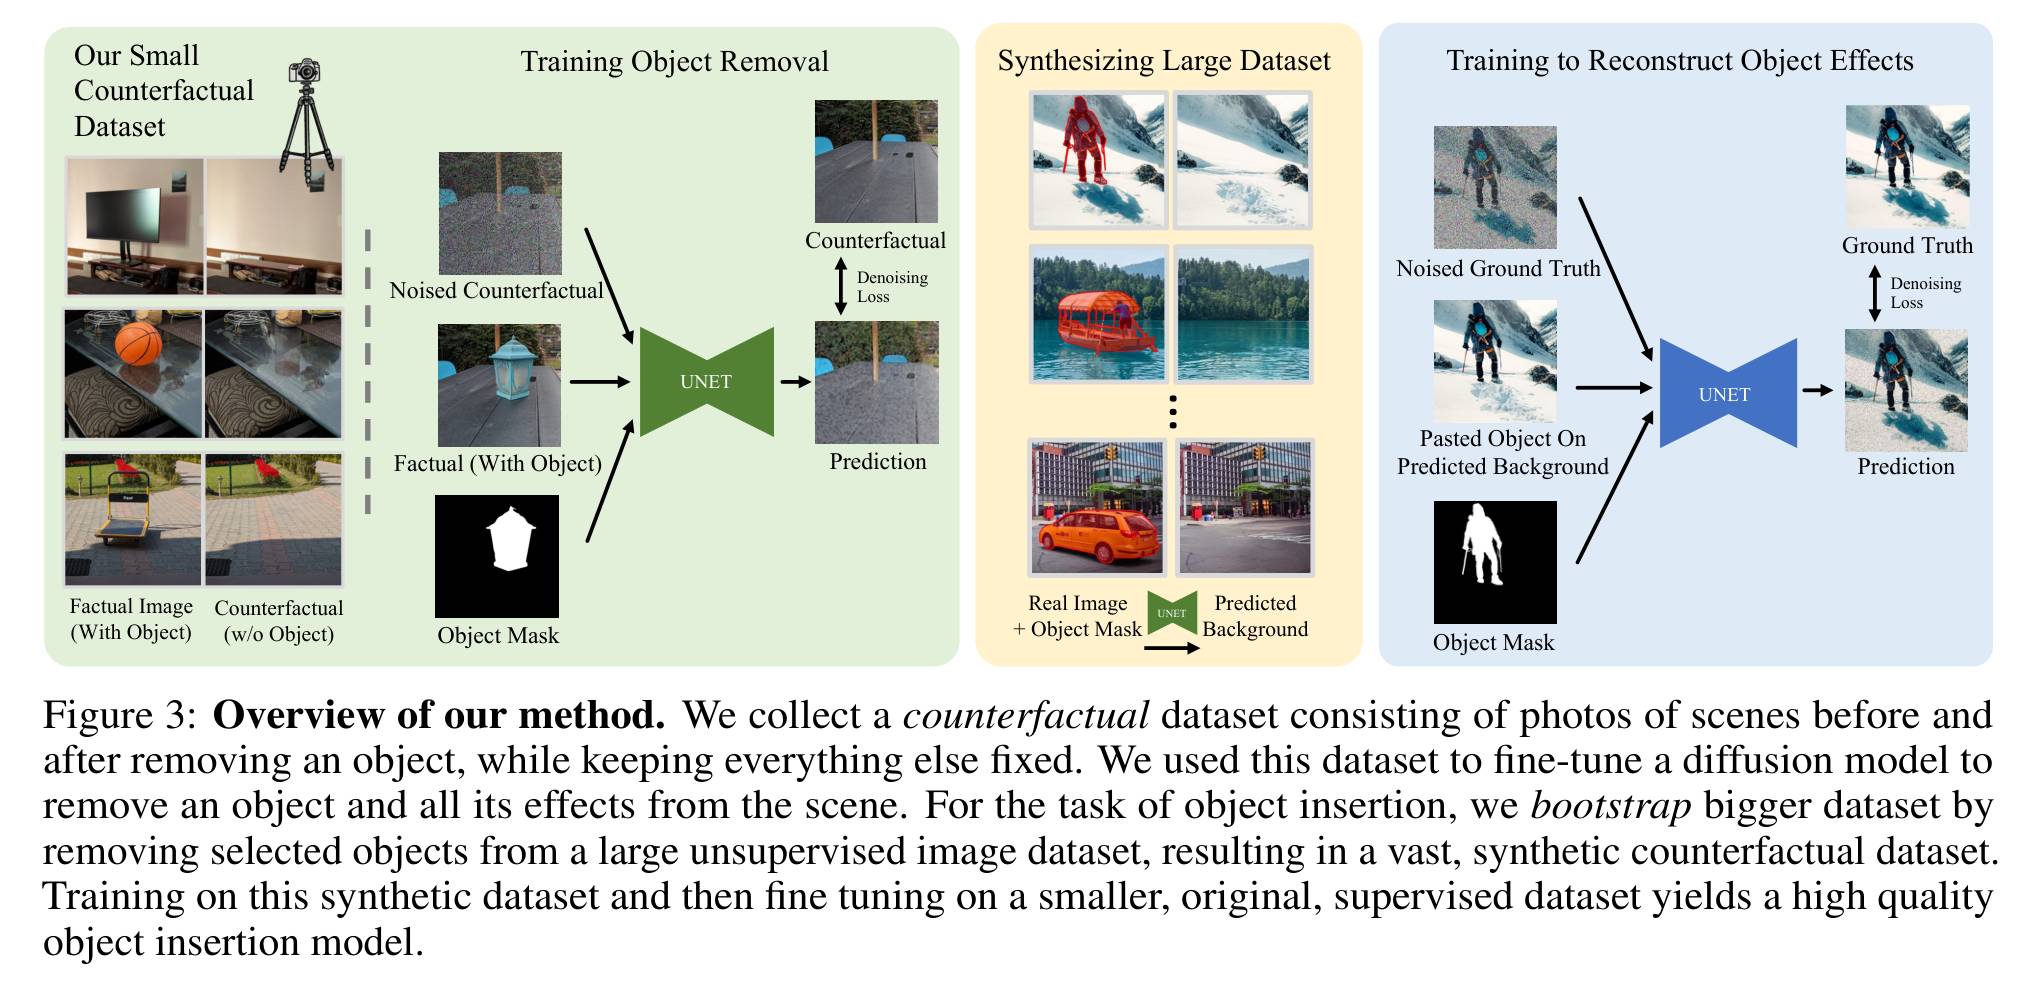 Our Small
Counterfactual
Dataset
Factual Image
(With Object)
Counterfactual
(w/o Object)
Training Object Removal
Noised Counterfactual
Factual (With Object)
Object Mask
UNET
Counterfactual
Denoising
Loss
Prediction
Synthesizing Large Dataset
Real Image
+ Object Mask
UNET
Predicted
Background
Training to Reconstruct Object Effects
Noised Ground Truth
Pasted Object On
Predicted Background
Object Mask
UNET
Ground Truth
Denoising
Loss
Prediction
Figure 3: Overview of our method. We collect a counterfactual dataset consisting of photos of scenes before and
after removing an object, while keeping everything else fixed. We used this dataset to fine-tune a diffusion model to
remove an object and all its effects from the scene. For the task of object insertion, we bootstrap bigger dataset by
removing selected objects from a large unsupervised image dataset, resulting in a vast, synthetic counterfactual dataset.
Training on this synthetic dataset and then fine tuning on a smaller, original, supervised dataset yields a high quality
object insertion model.